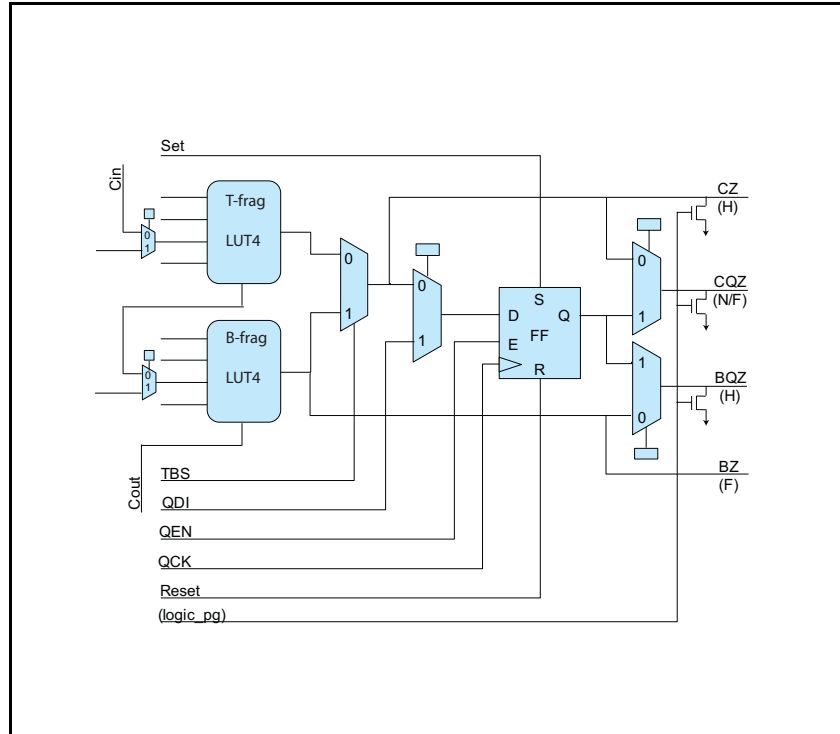 Set
Cin
T-frag
LUT4
0
1
B-frag
LUT4
0
1
0
1
0
1
S
D
Q
E
FF
R
0
1
1
0
CZ
(H)
CQZ
(N/F)
BQZ
(H)
BZ
(F)
Cout
TBS
QDI
QEN
QCK
Reset
(logic_pg)